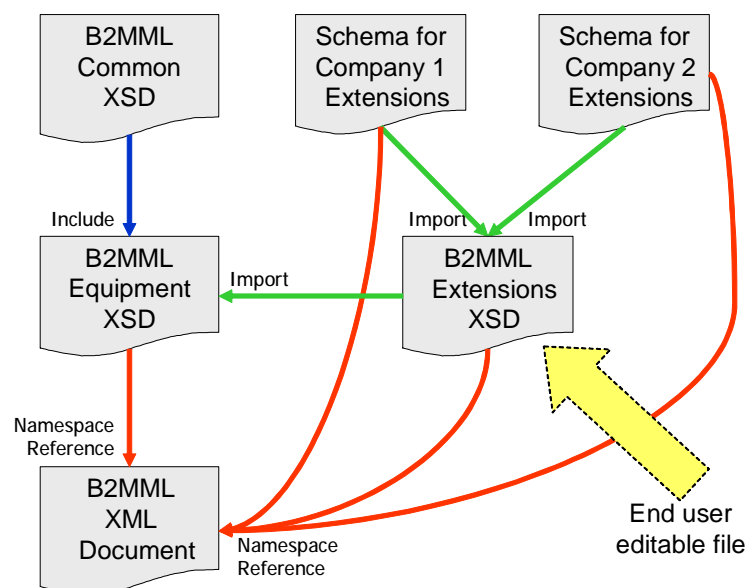 B2MML
Common
XSD
Schema for
Company 1
Extensions
Schema for
Company 2
Extensions
Include
Import
Import
B2MML
Equipment
XSD
Import
B2MML
Extensions
XSD
Namespace
Reference
B2MML
XML
Document
Namespace
Reference
End user
editable file